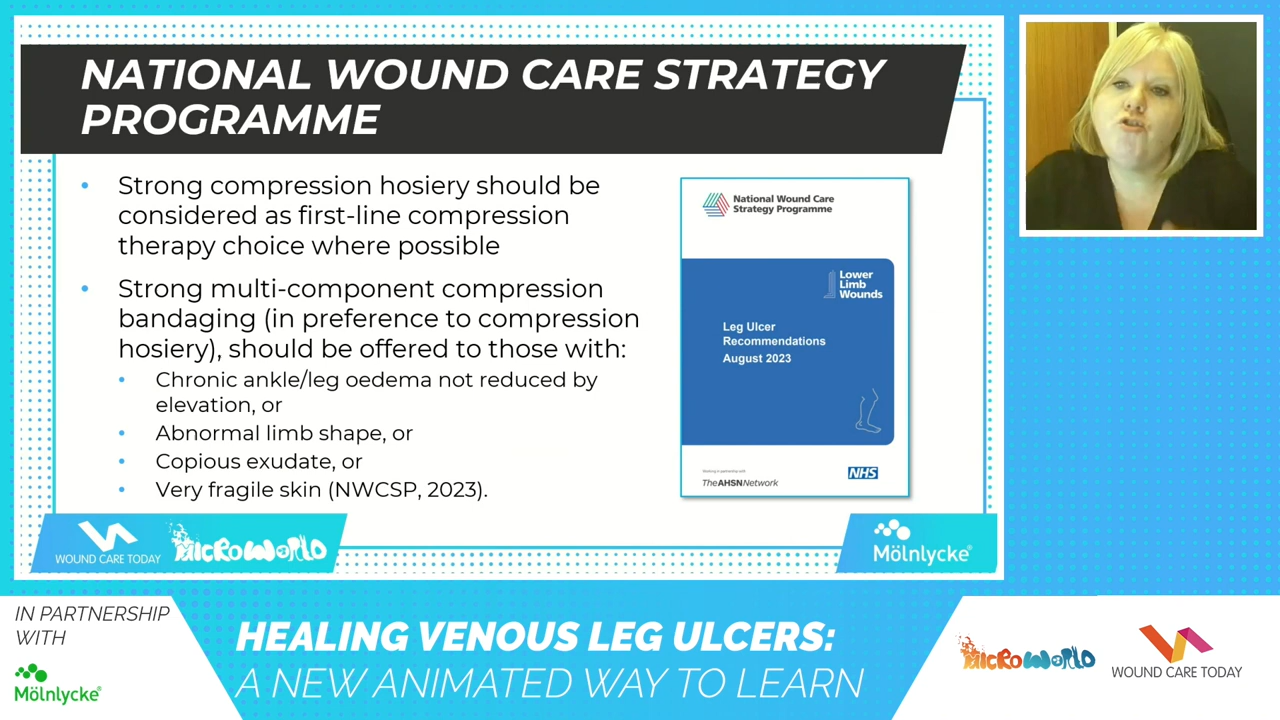 NATIONAL WOUND CARE STRATEGY
PROGRAMME
• Strong compression hosiery should be
considered as first-line compression
therapy choice where possible
• Strong multi-component compression
bandaging (in preference to compression
hosiery), should be offered to those with:
• Chronic ankle/leg oedema not reduced by
elevation, or
• Abnormal limb shape, or
• Copious exudate, or
• Very fragile skin (NWCSP, 2023).
National Wound Care
Strategy Programme
Lower
Limb
Wounds
Leg Ulcer
Recommendations
August 2023
Working in partnership with
TheAHSNNetwork
NHS
WOUND CARE TODAY
MICROWORLD
Mölnlycke®
IN PARTNERSHIP
WITH
Mölnlycke®
HEALING VENOUS LEG ULCERS:
A NEW ANIMATED WAY TO LEARN
MICROWORLD
WOUND CARE TODAY